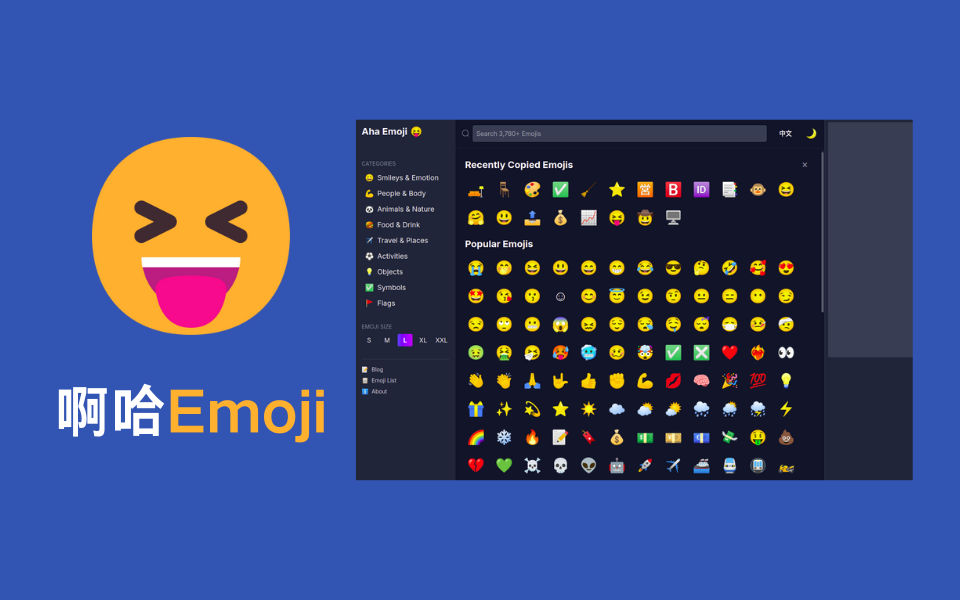 啊哈Emoji
Aha Emoji
CATEGORIES
Smileys & Emotion
People & Body
Animals & Nature
Food & Drink
Travel & Places
Activities
Objects
Symbols
Flags
EMOJI SIZE
S M L XL XXL
Blog
Emoji List
About
Search 3,790+ Emojis
中文
Recently Copied Emojis
Popular Emojis